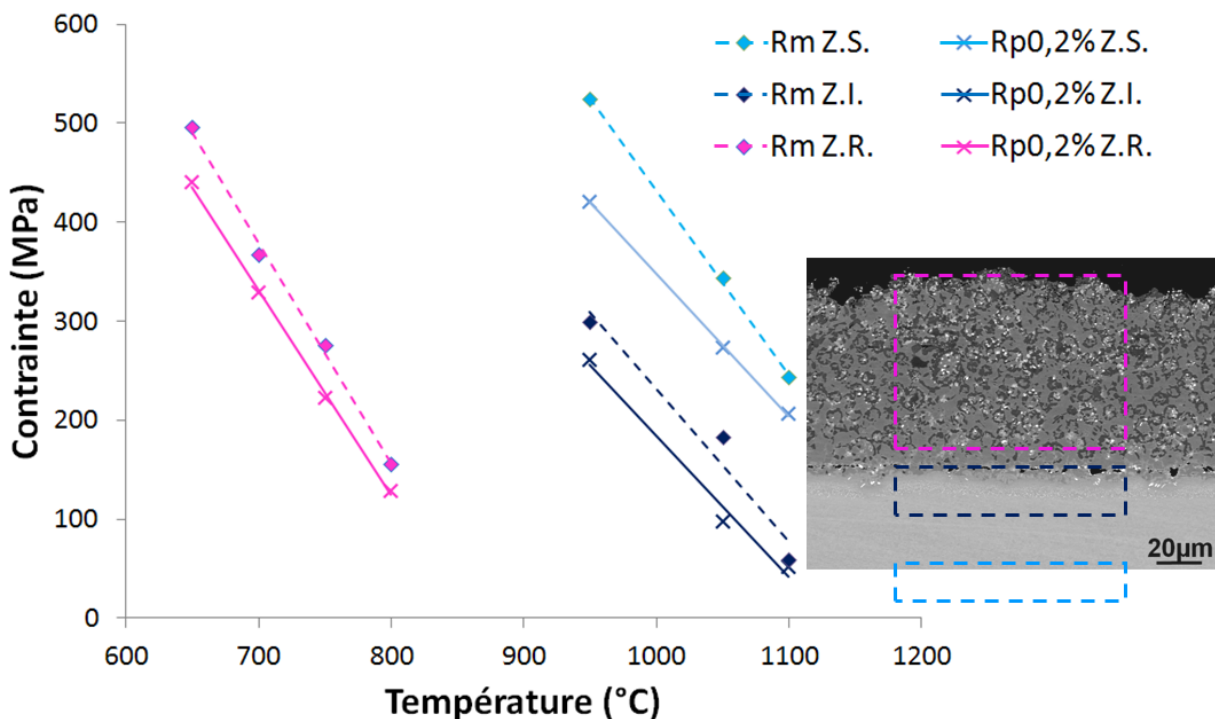 600
500
400
300
200
100
0
Contrainte (MPa)
600 700 800 900 1000 1100 1200
Température (°C)
Rm Z.S. Rp0,2% Z.S.
Rm Z.I. Rp0,2% Z.I.
Rm Z.R. Rp0,2% Z.R.
20µm